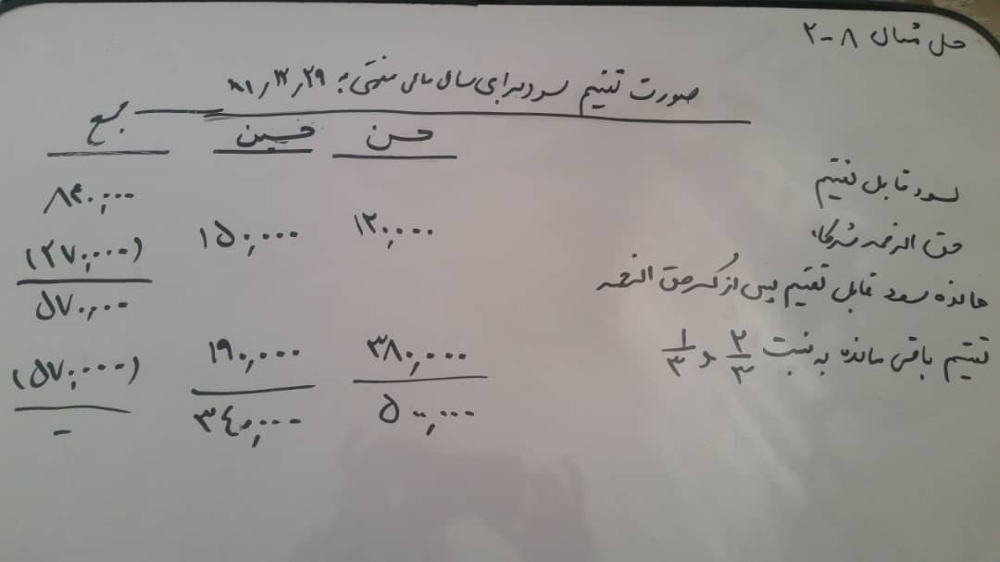 حل مثال ۸-۲
صورت تقسیم سود برای سال مالی منتهی به ۸۱٫۱۲٫۲۹
حسن حسین جمع
سود قابل تقسیم ۸۴۰٫۰۰۰
حق الزحمه شرکاء ۱۲۰٫۰۰۰ ۱۵۰٫۰۰۰ (۲۷۰٫۰۰۰)
مانده سود قابل تقسیم پس از کسر حق الزحمه ۵۷۰٫۰۰۰
تقسیم باقی مانده به نسبت ۲/۳ و ۱/۳ ۳۸۰٫۰۰۰ ۱۹۰٫۰۰۰ (۵۷۰٫۰۰۰)
۵۰۰٫۰۰۰ ۳۴۰٫۰۰۰ -